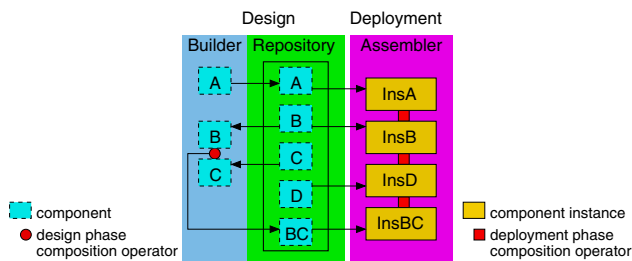 Design Deployment
Builder Repository Assembler
A A InsA
B B InsB
C C
D InsD
BC InsBC
component
design phase
composition operator
component instance
deployment phase
composition operator